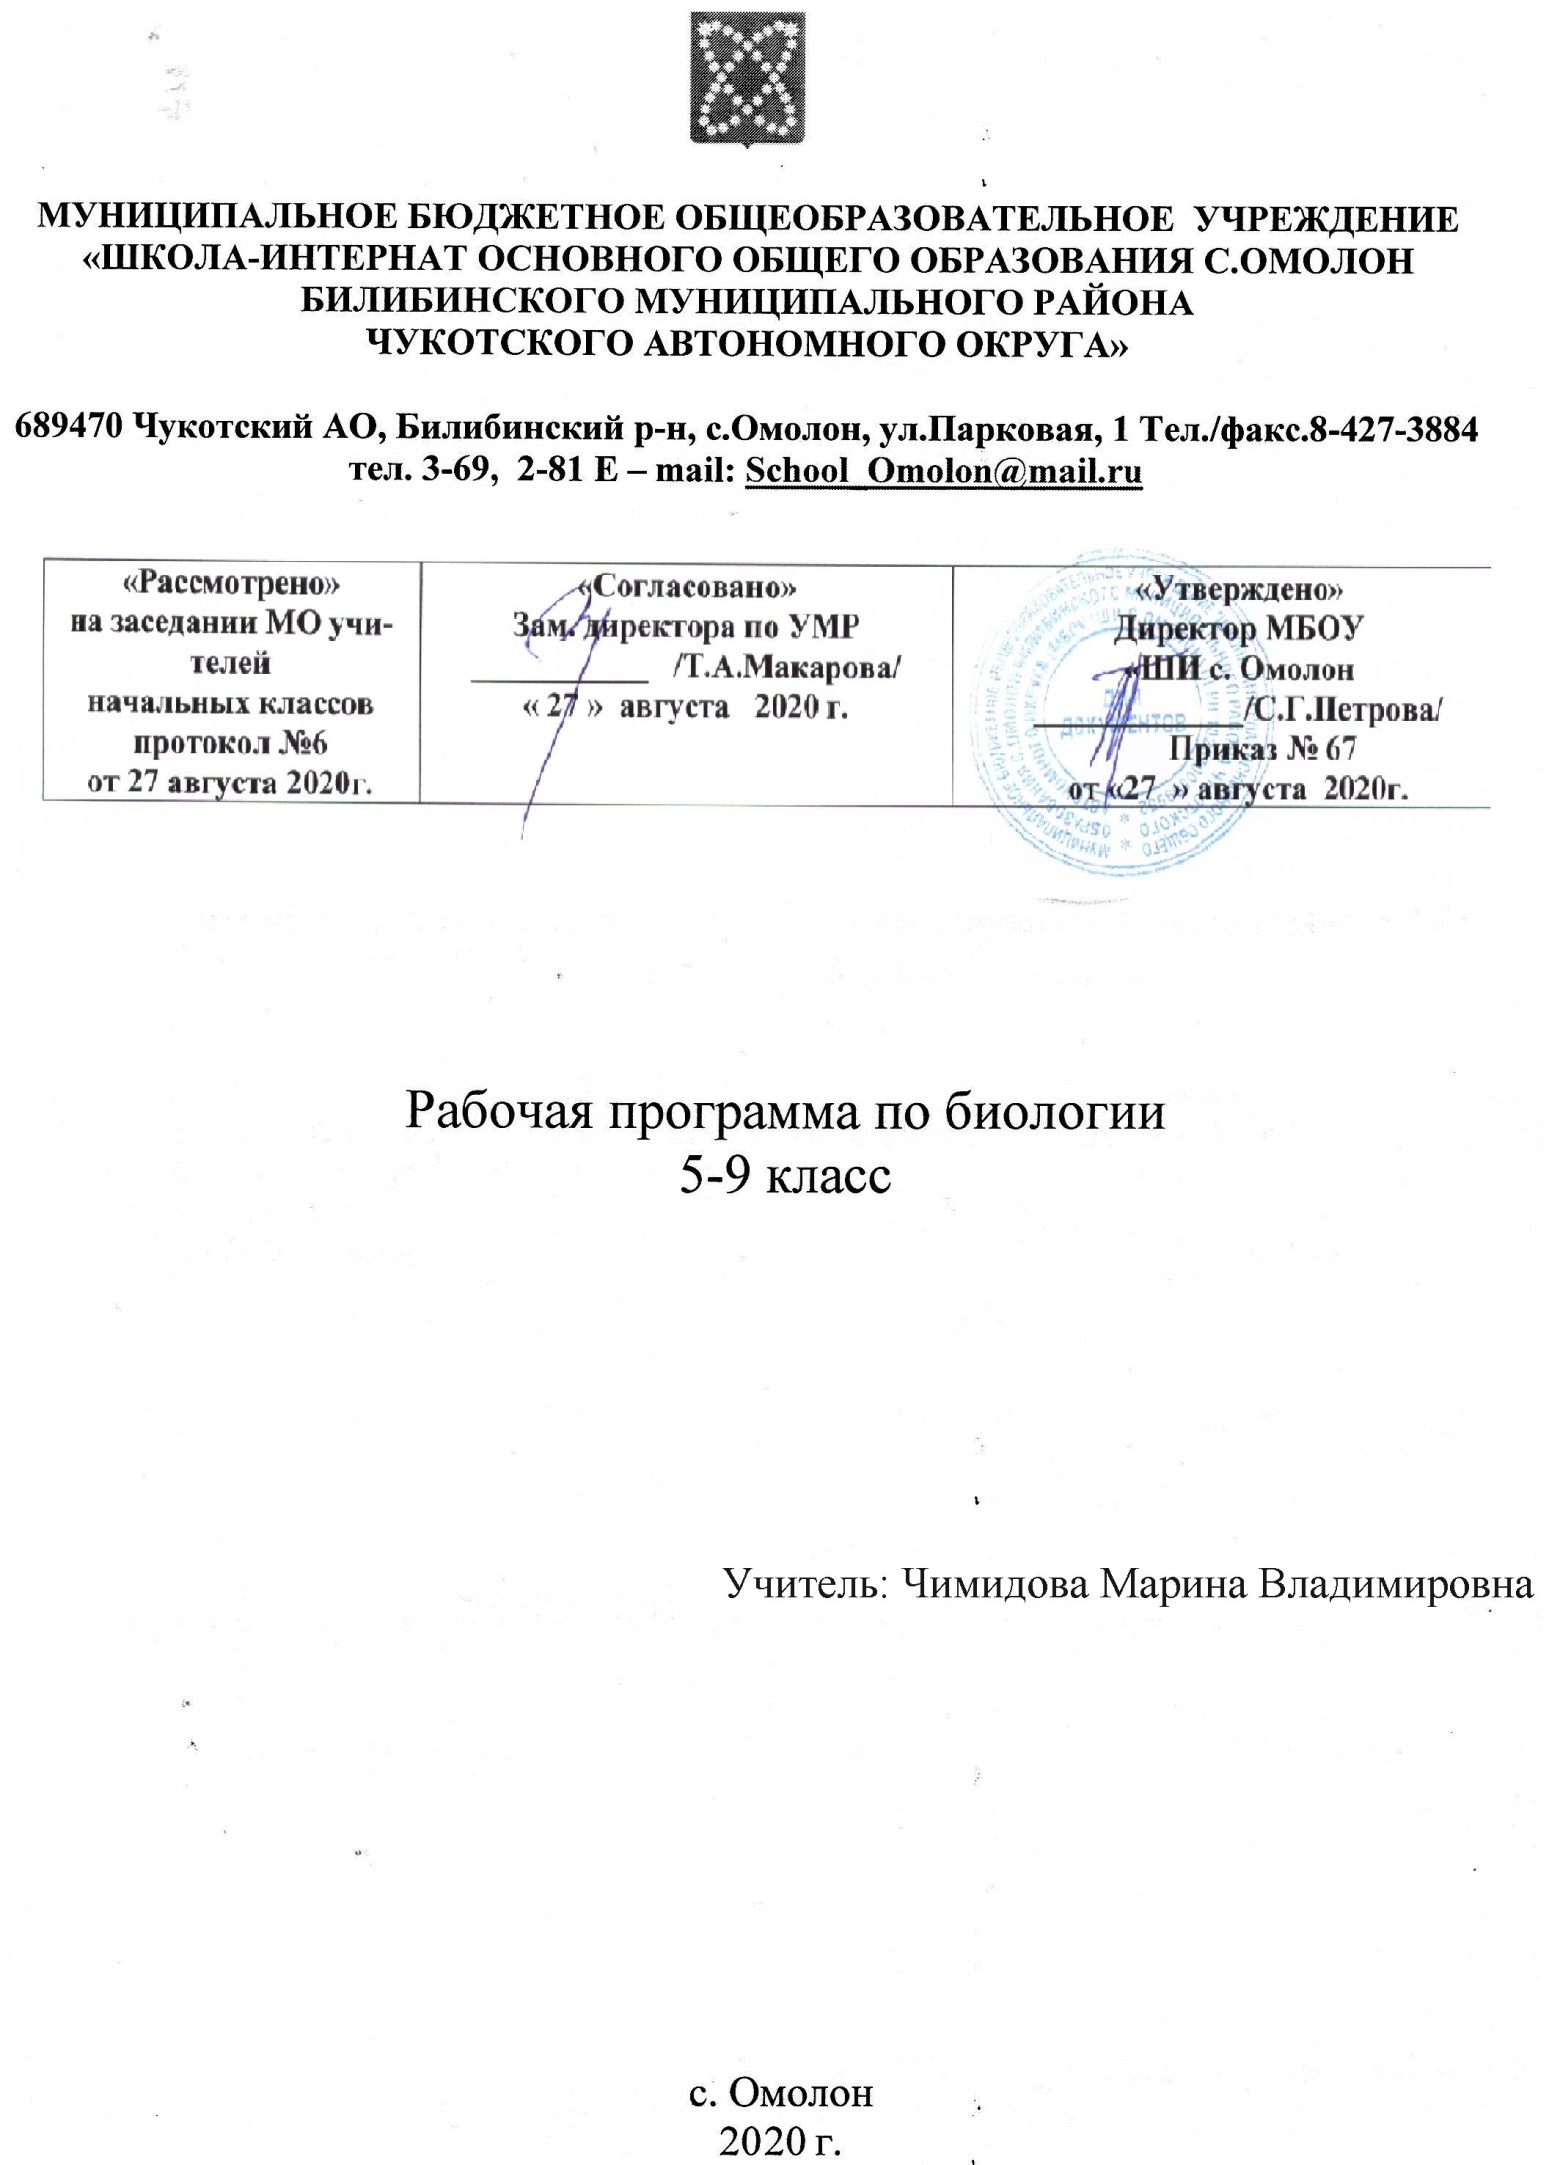 МУНИЦИПАЛЬНОЕ БЮДЖЕТНОЕ ОБЩЕОБРАЗОВАТЕЛЬНОЕ УЧРЕЖДЕНИЕ
«ШКОЛА-ИНТЕРНАТ ОСНОВНОГО ОБЩЕГО ОБРАЗОВАНИЯ С.ОМОЛОН
БИЛИБИНСКОГО МУНИЦИПАЛЬНОГО РАЙОНА
ЧУКОТСКОГО АВТОНОМНОГО ОКРУГА»
689470 Чукотский АО, Билибинский р-н, с.Омолон, ул.Парковая, 1 Тел./факс.8-427-3884
тел. 3-69, 2-81 E – mail: School_Omolon@mail.ru
«Рассмотрено»
на заседании МО учи-
телей
начальных классов
протокол №6
от 27 августа 2020г.
«Согласовано»
Зам. директора по УМР
_____________ /Т.А.Макарова/
« 27 » августа 2020 г.
«Утверждено»
Директор МБОУ
«ШИ с. Омолон
_______________/С.Г.Петрова/
Приказ № 67
от «27 » августа 2020г.
ДОКУМЕНТОВ
Рабочая программа по биологии
5-9 класс
Учитель: Чимидова Марина Владимировна
с. Омолон
2020 г.